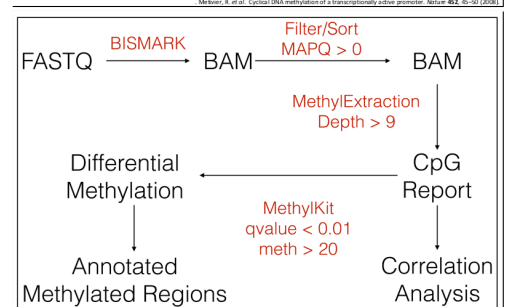 . Metivier, R. et al. Cyclical DNA methylation of a transcriptionally active promoter. Nature 452, 45–50 (2008).
FASTQ
BISMARK
BAM
Filter/Sort
MAPQ > 0
BAM
MethylExtraction
Depth > 9
Differential
Methylation
CpG
Report
MethylKit
qvalue < 0.01
meth > 20
Annotated
Methylated Regions
Correlation
Analysis